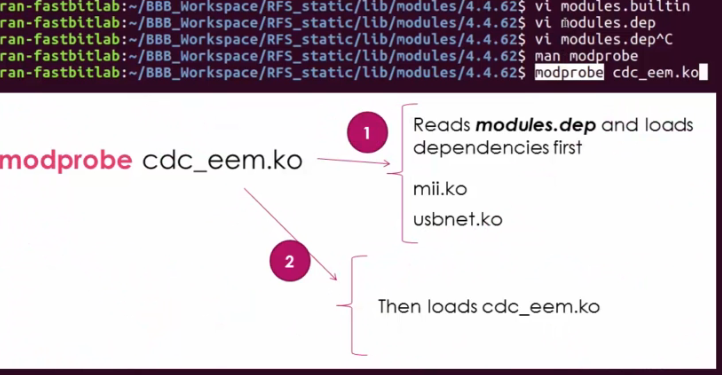 ran-fastbitlab:~/BBB_Workspace/RFS_static/lib/modules/4.4.62$ vi modules.builtin
ran-fastbitlab:~/BBB_Workspace/RFS_static/lib/modules/4.4.62$ vi modules.dep
ran-fastbitlab:~/BBB_Workspace/RFS_static/lib/modules/4.4.62$ vi modules.dep^C
ran-fastbitlab:~/BBB_Workspace/RFS_static/lib/modules/4.4.62$ man modprobe
ran-fastbitlab:~/BBB_Workspace/RFS_static/lib/modules/4.4.62$ modprobe cdc_eem.ko
modprobe cdc_eem.ko
1
Reads modules.dep and loads
dependencies first
mii.ko
usbnet.ko
2
Then loads cdc_eem.ko